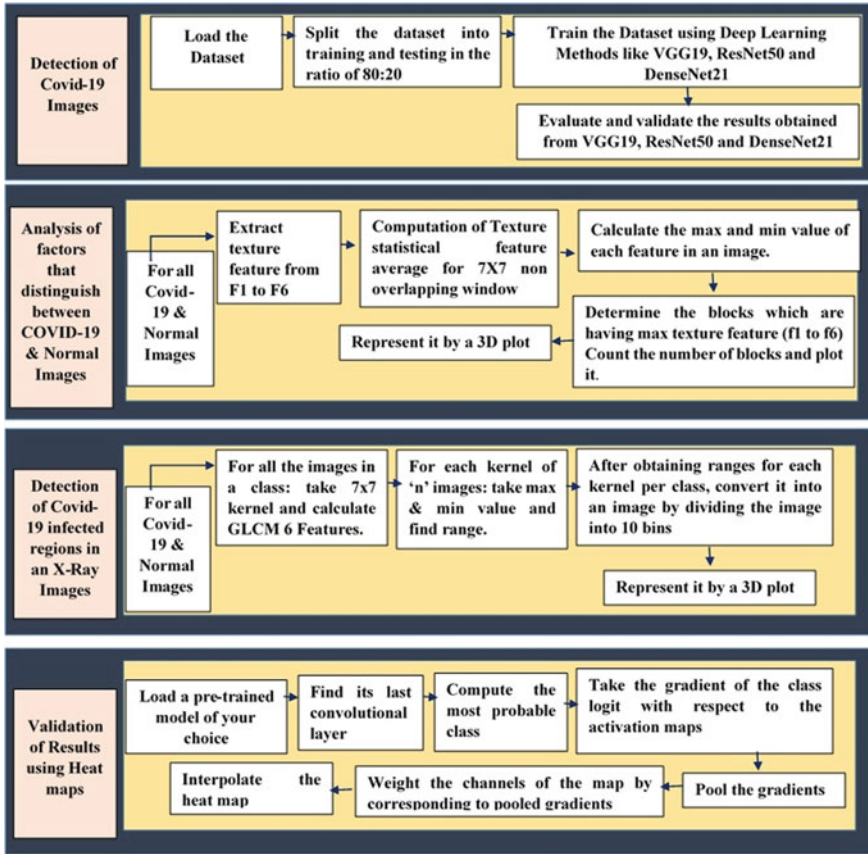 Detection of
Covid-19
Images
Load the
Dataset
Split the dataset into
training and testing in the
ratio of 80:20
Train the Dataset using Deep Learning
Methods like VGG19, ResNet50 and
DenseNet21
Evaluate and validate the results obtained
from VGG19, ResNet50 and DenseNet21
Analysis of
factors
that
distinguish
between
COVID-19
& Normal
Images
For all
Covid-
19 &
Normal
Images
Extract
texture
feature from
F1 to F6
Computation of Texture
statistical feature
average for 7X7 non
overlapping window
Calculate the max and min value of
each feature in an image.
Determine the blocks which are
having max texture feature (f1 to f6)
Count the number of blocks and plot
it.
Represent it by a 3D plot
Detection
of Covid-
19 infected
regions in
an X-Ray
Images
For all
Covid-
19 &
Normal
Images
For all the images in
a class: take 7x7
kernel and calculate
GLCM 6 Features.
For each kernel of
‘n’ images: take max
& min value and
find range.
After obtaining ranges for each
kernel per class, convert it into
an image by dividing the image
into 10 bins
Represent it by a 3D plot
Validation
of Results
using Heat
maps
Load a pre-trained
model of your
choice
Find its last
convolutional
layer
Compute the
most probable
class
Take the gradient of the class
logit with respect to the
activation maps
Pool the gradients
Weight the channels of the map by
corresponding to pooled gradients
Interpolate the
heat map